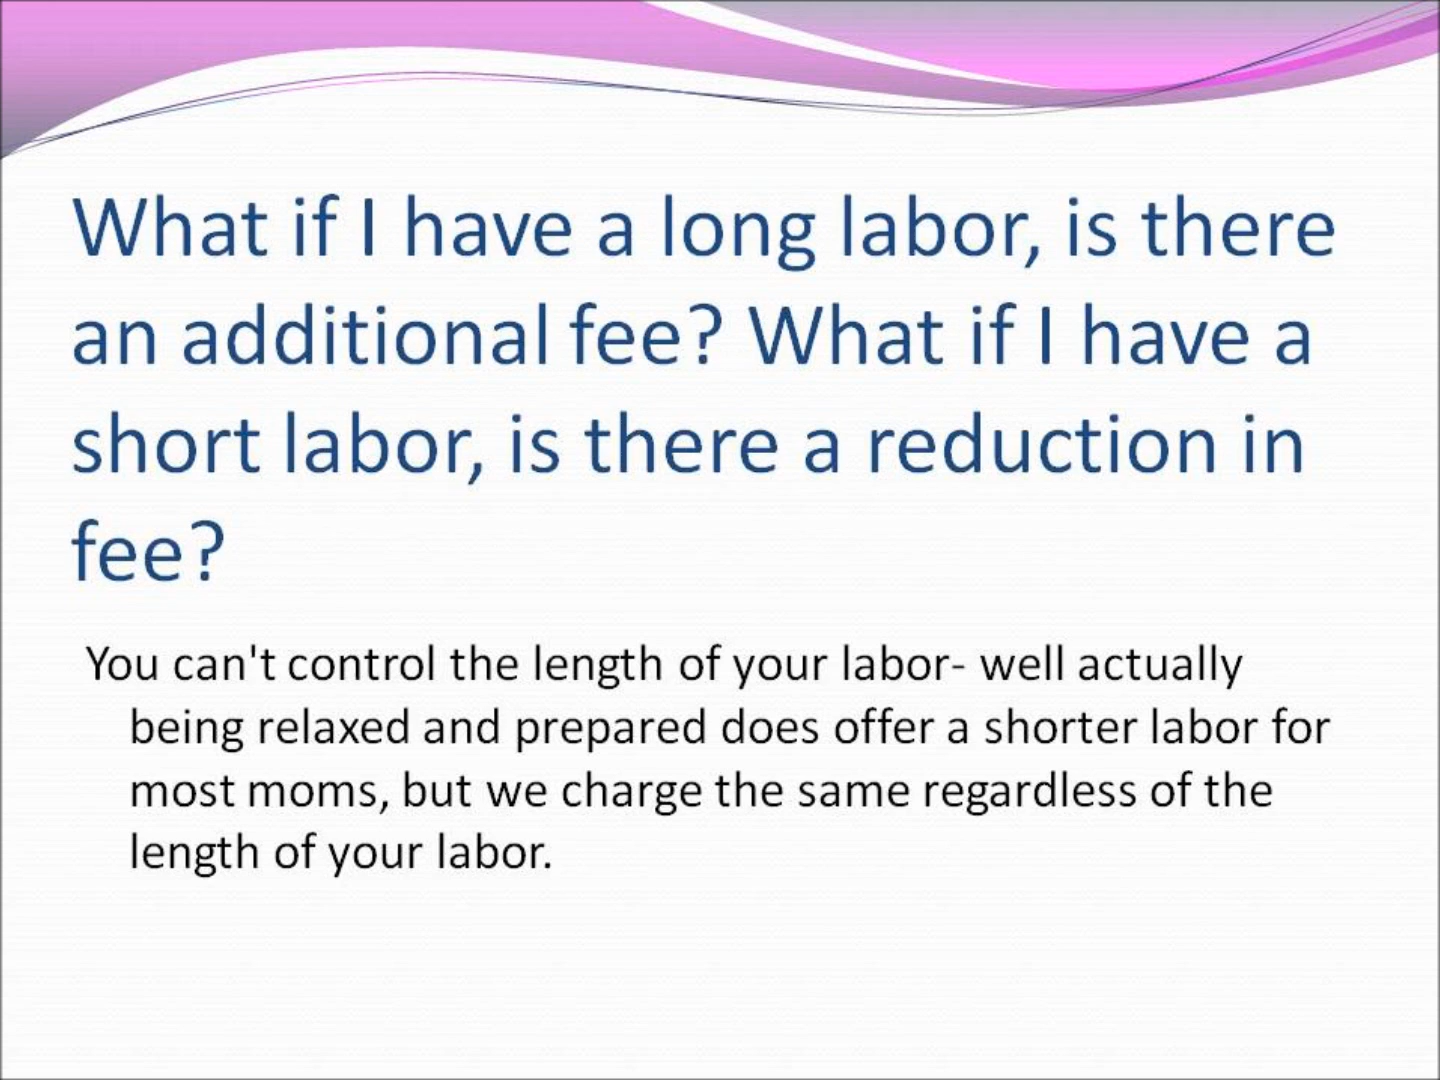 What if I have a long labor, is there
an additional fee? What if I have a
short labor, is there a reduction in
fee?
You can't control the length of your labor- well actually
being relaxed and prepared does offer a shorter labor for
most moms, but we charge the same regardless of the
length of your labor.